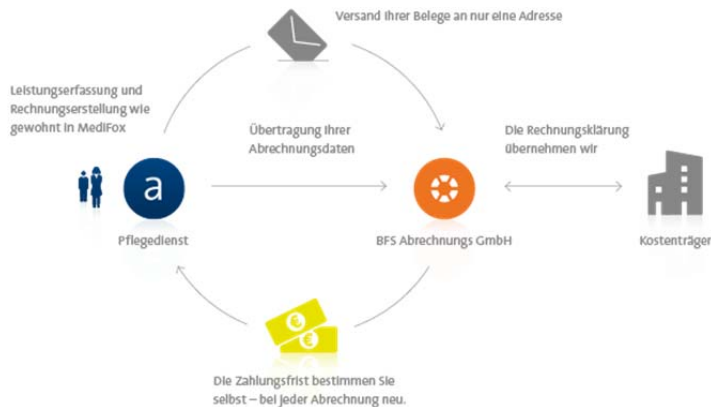 Versand Ihrer Belege an nur eine Adresse
Leistungserfassung und
Rechnungserstellung wie
gewohnt in MediFox
Übertragung Ihrer
Abrechnungsdaten
Die Rechnungsklärung
übernehmen wir
a
Pflegedienst
BFS Abrechnungs GmbH
Kostenträger
€
€
Die Zahlungsfrist bestimmen Sie
selbst – bei jeder Abrechnung neu.